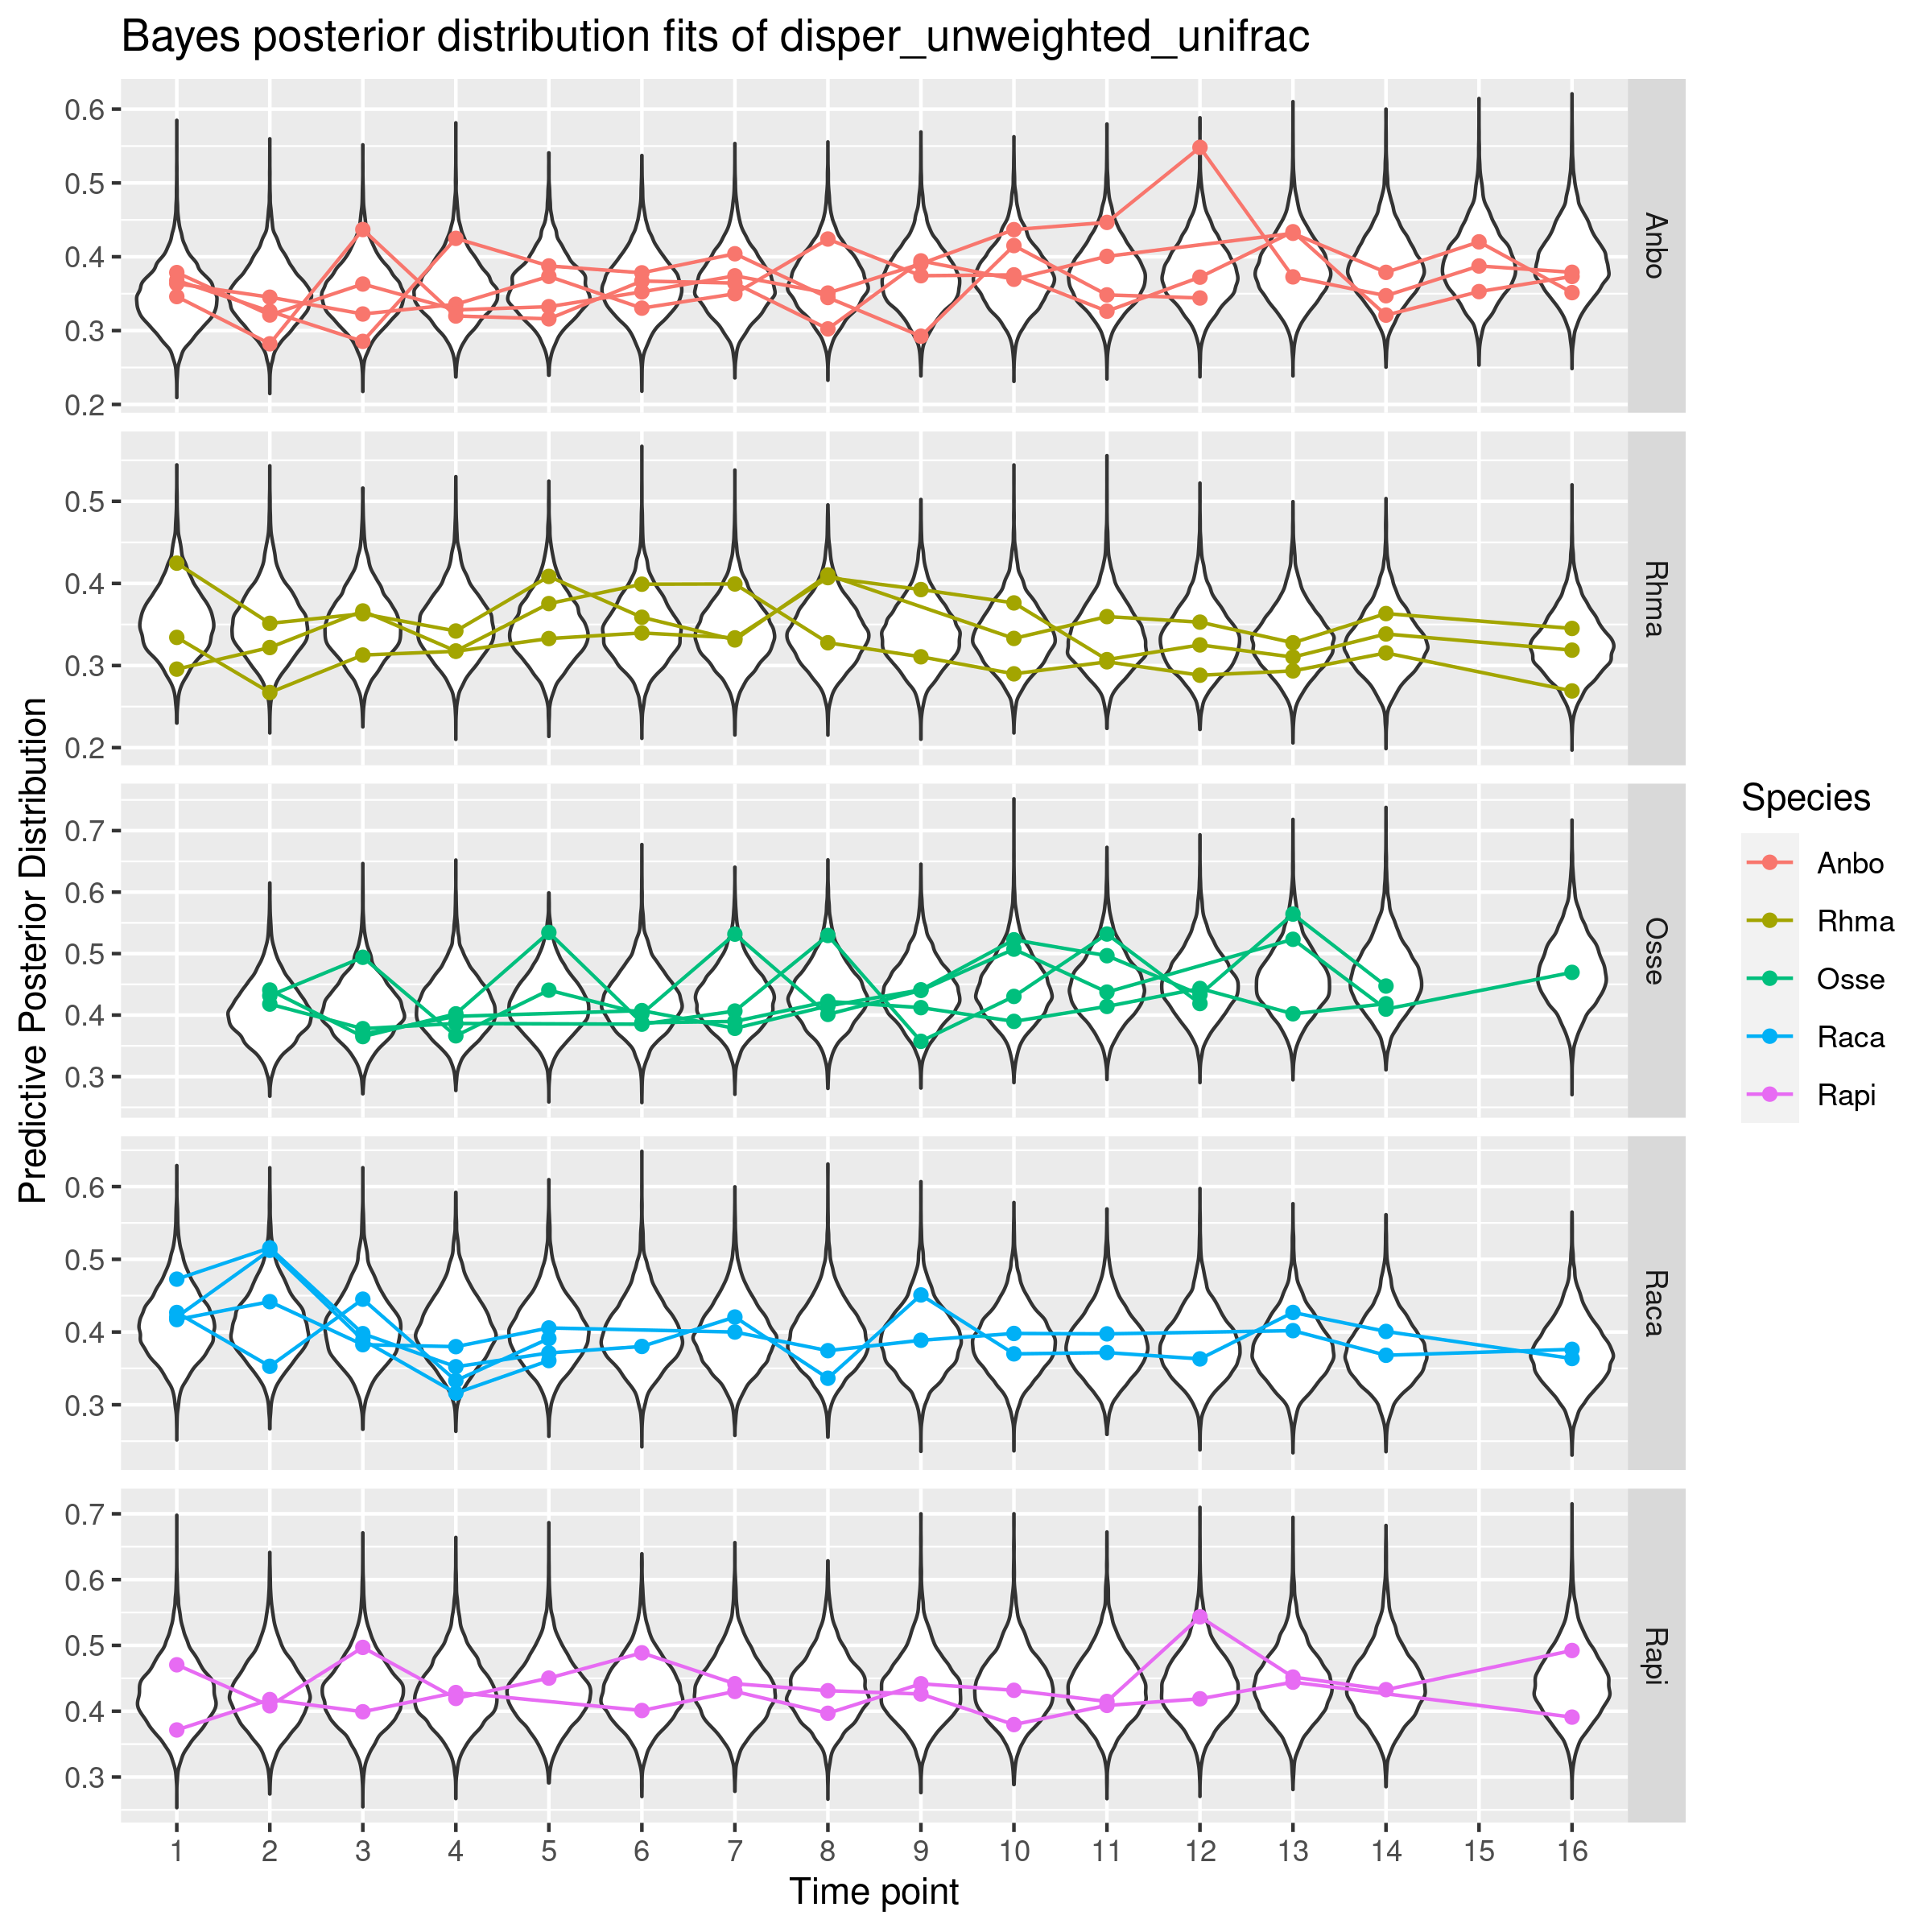 Bayes posterior distribution fits of disper_unweighted_unifrac
Predictive Posterior Distribution
0.6
0.5
0.4
0.3
0.2
Anbo
0.5
0.4
0.3
0.2
Rhma
0.7
0.6
0.5
0.4
0.3
Osse
0.6
0.5
0.4
0.3
Raca
0.7
0.6
0.5
0.4
0.3
Rapi
1 2 3 4 5 6 7 8 9 10 11 12 13 14 15 16
Time point
Species
Anbo
Rhma
Osse
Raca
Rapi